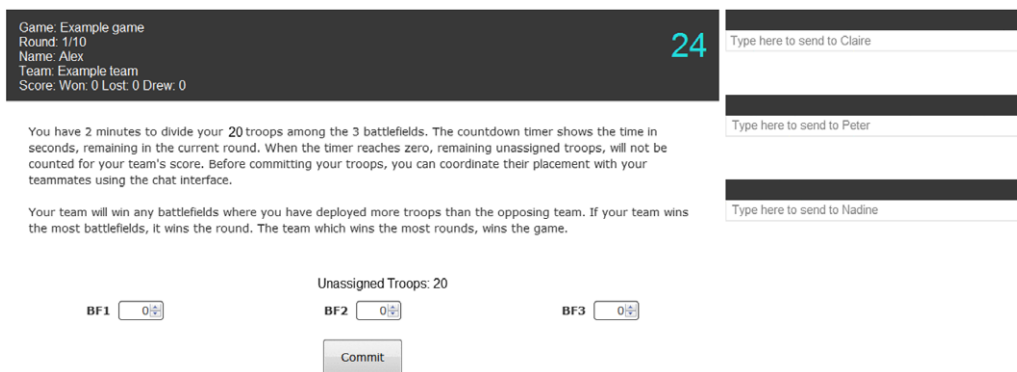 Game: Example game
Round: 1/10
Name: Alex
Team: Example team
Score: Won: 0 Lost: 0 Drew: 0
24
You have 2 minutes to divide your 20 troops among the 3 battlefields. The countdown timer shows the time in
seconds, remaining in the current round. When the timer reaches zero, remaining unassigned troops, will not be
counted for your team's score. Before committing your troops, you can coordinate their placement with your
teammates using the chat interface.
Your team will win any battlefields where you have deployed more troops than the opposing team. If your team wins
the most battlefields, it wins the round. The team which wins the most rounds, wins the game.
Unassigned Troops: 20
BF1 0
BF2 0
BF3 0
Commit
Type here to send to Claire
Type here to send to Peter
Type here to send to Nadine